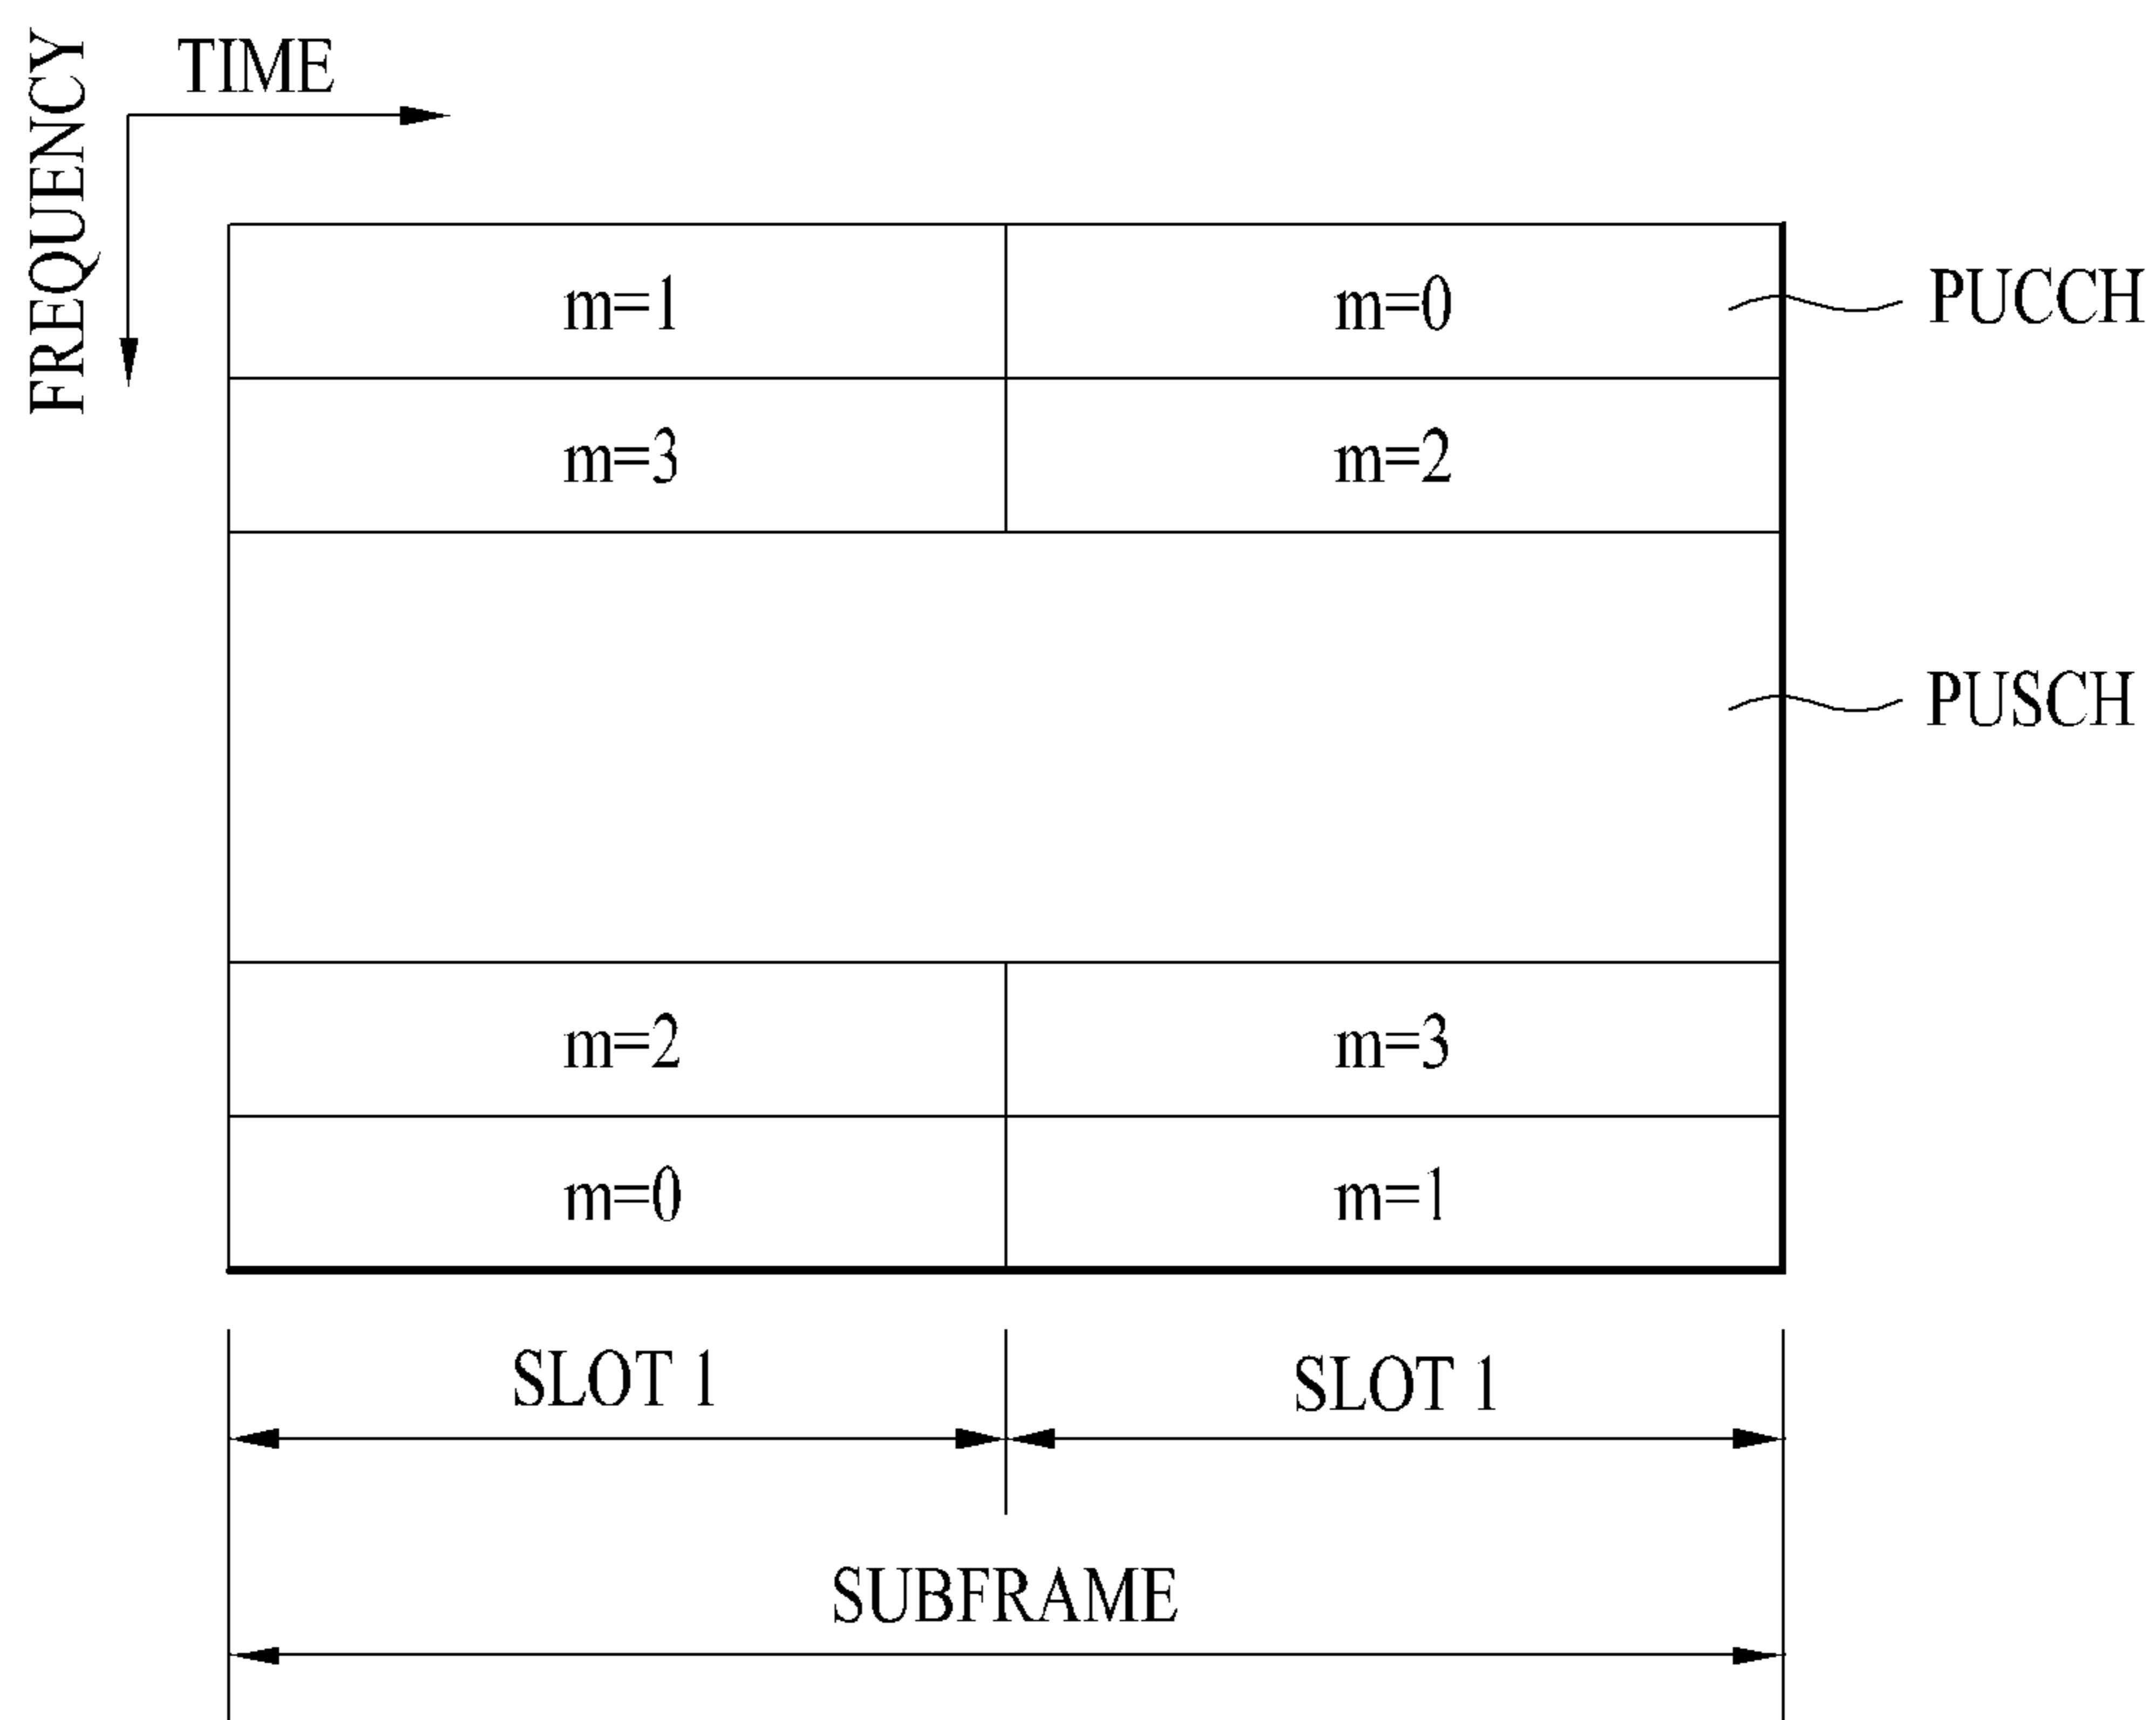 TIME
FREQUENCY
m=1
m=0
PUCCH
m=3
m=2
PUSCH
m=2
m=3
m=0
m=1
SLOT 1
SLOT 1
SUBFRAME